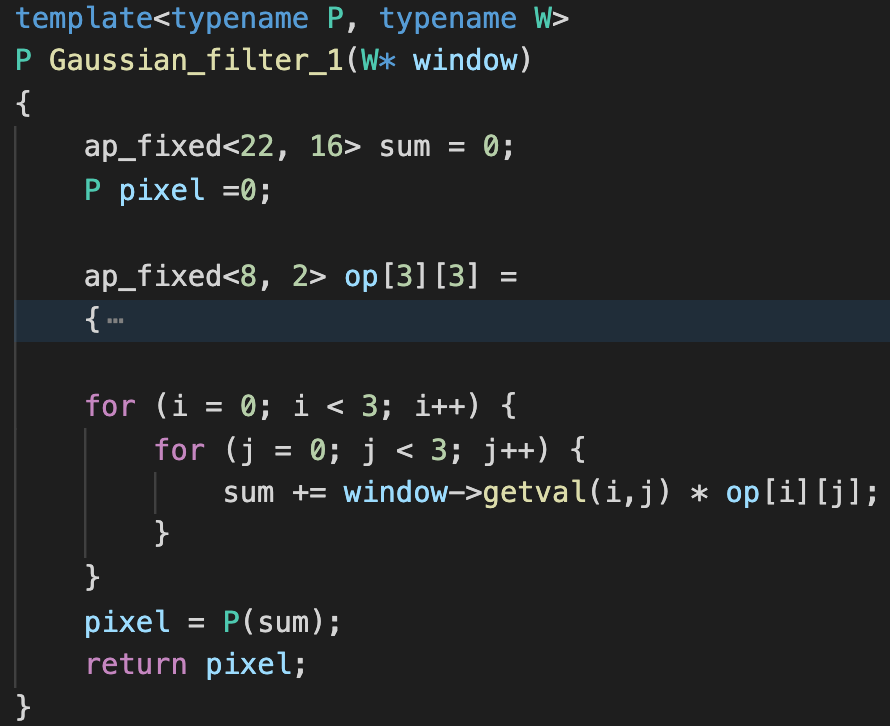 template<typename P, typename W>
P Gaussian_filter_1(W* window)
{
    ap_fixed<22, 16> sum = 0;
    P pixel =0;

    ap_fixed<8, 2> op[3][3] =
    {…

    for (i = 0; i < 3; i++) {
        for (j = 0; j < 3; j++) {
            sum += window->getval(i,j) * op[i][j];
        }
    }
    pixel = P(sum);
    return pixel;
}